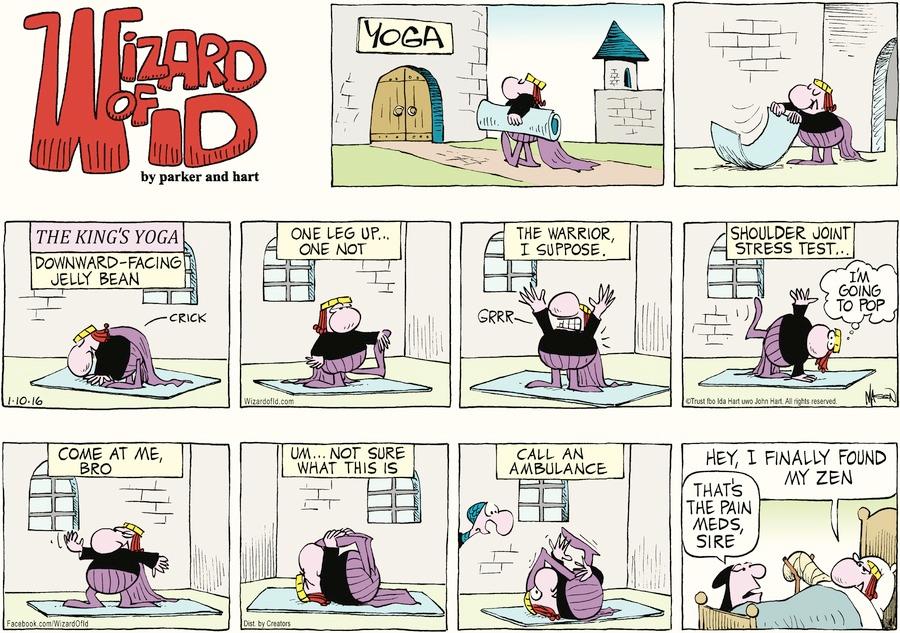 WIZARD
OF
ID
by parker and hart
YOGA
THE KING'S YOGA
DOWNWARD-FACING
JELLY BEAN
CRICK
1·10·16
ONE LEG UP...
ONE NOT
WizardofId.com
THE WARRIOR,
I SUPPOSE.
GRRR
SHOULDER JOINT
STRESS TEST...
I'M
GOING
TO POP
©Trust fbo Ida Hart uwo John Hart. All rights reserved.
COME AT ME,
BRO
Facebook.com/WizardOfId
UM... NOT SURE
WHAT THIS IS
Dist. by Creators
CALL AN
AMBULANCE
HEY, I FINALLY FOUND
MY ZEN
THAT'S
THE PAIN
MEDS,
SIRE